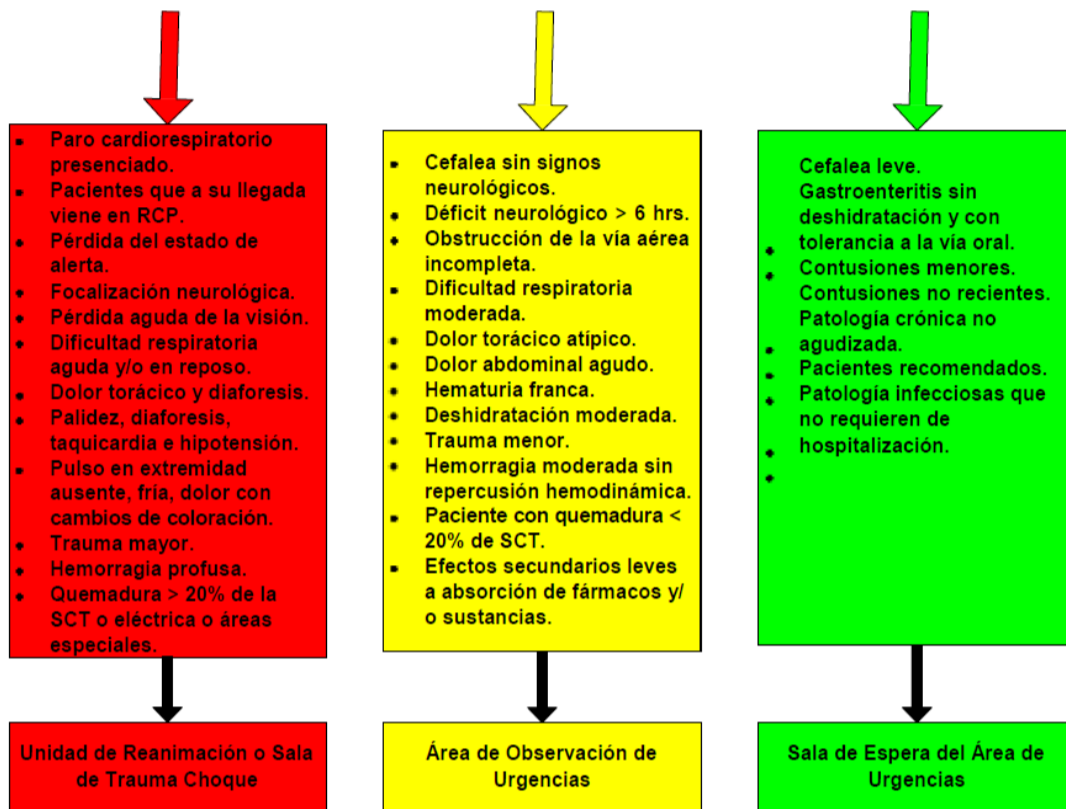 • Paro cardiorespiratorio
presenciado.
• Pacientes que a su llegada
viene en RCP.
• Pérdida del estado de
alerta.
• Focalización neurológica.
• Pérdida aguda de la visión.
• Dificultad respiratoria
aguda y/o en reposo.
• Dolor torácico y diaforesis.
• Palidez, diaforesis,
taquicardia e hipotensión.
• Pulso en extremidad
ausente, fría, dolor con
cambios de coloración.
• Trauma mayor.
• Hemorragia profusa.
• Quemadura > 20% de la
SCT o eléctrica o áreas
especiales.
Unidad de Reanimación o Sala
de Trauma Choque
• Cefalea sin signos
neurológicos.
• Déficit neurológico > 6 hrs.
• Obstrucción de la vía aérea
incompleta.
• Dificultad respiratoria
moderada.
• Dolor torácico atípico.
• Dolor abdominal agudo.
• Hematuria franca.
• Deshidratación moderada.
• Trauma menor.
• Hemorragia moderada sin
repercusión hemodinámica.
• Paciente con quemadura <
20% de SCT.
• Efectos secundarios leves
a absorción de fármacos y/
o sustancias.
Área de Observación de
Urgencias
Cefalea leve.
Gastroenteritis sin
deshidratación y con
tolerancia a la vía oral.
Contusiones menores.
Contusiones no recientes.
Patología crónica no
agudizada.
Pacientes recomendados.
Patología infecciosas que
no requieren de
hospitalización.
Sala de Espera del Área de
Urgencias